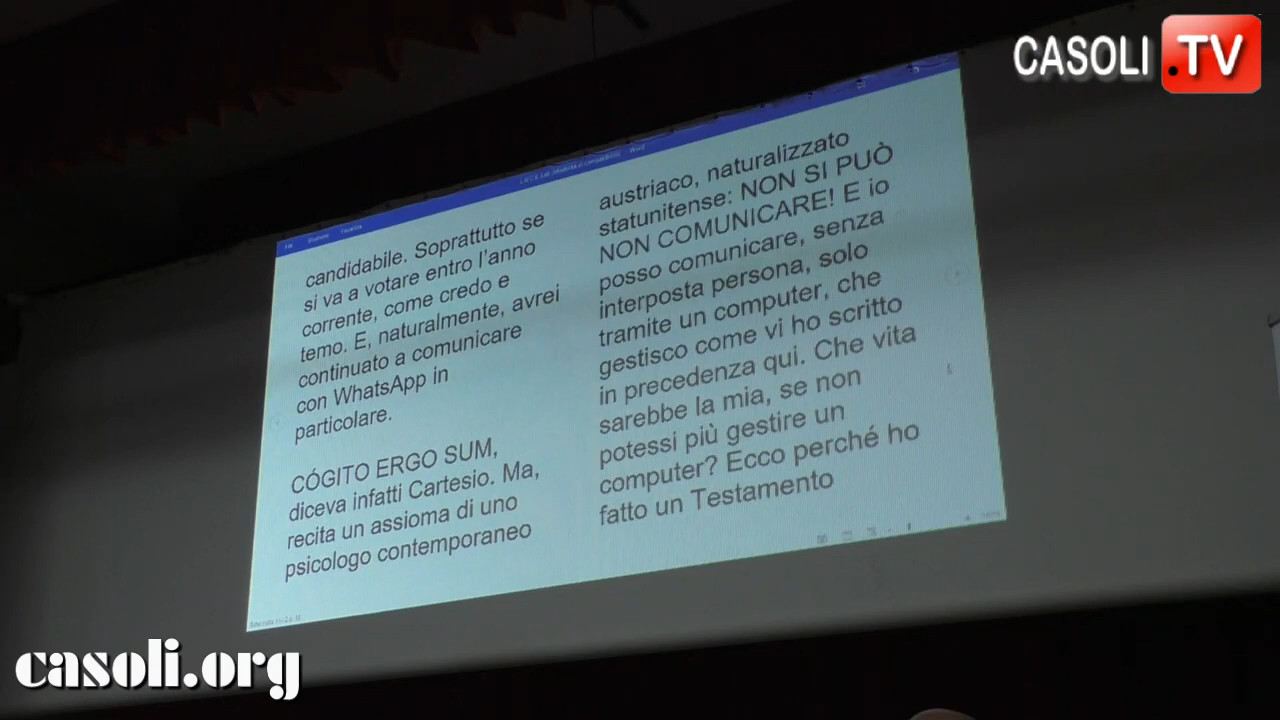 CASOLI .TV
File Strumenti Visualizza
candidabile. Soprattutto se
si va a votare entro l'anno
corrente, come credo e
temo. E, naturalmente, avrei
continuato a comunicare
con WhatsApp in
particolare.
CÓGITO ERGO SUM,
diceva infatti Cartesio. Ma,
recita un assioma di uno
psicologo contemporaneo
austriaco, naturalizzato
statunitense: NON SI PUÒ
NON COMUNICARE! E io
posso comunicare, senza
interposta persona, solo
tramite un computer, che
gestisco come vi ho scritto
in precedenza qui. Che vita
sarebbe la mia, se non
potessi più gestire un
computer? Ecco perché ho
fatto un Testamento
casoli.org